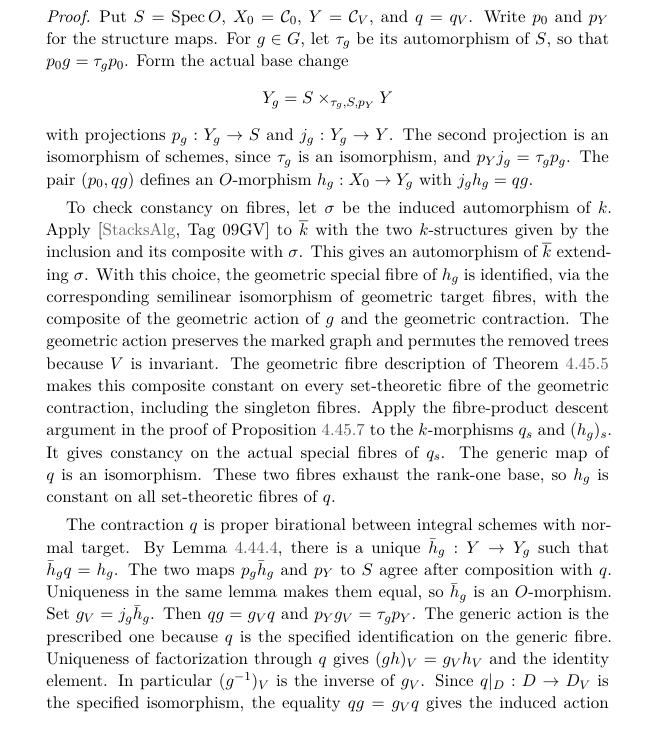 Proof. Put S = Spec O, X₀ = 𝒞₀, Y = 𝒞_V, and q = q_V. Write p₀ and p_Y
for the structure maps. For g ∈ G, let τ_g be its automorphism of S, so that
p₀g = τ_g p₀. Form the actual base change
Y_g = S ×_{τ_g,S,p_Y} Y
with projections p_g : Y_g → S and j_g : Y_g → Y. The second projection is an
isomorphism of schemes, since τ_g is an isomorphism, and p_Y j_g = τ_g p_g. The
pair (p₀, qg) defines an O-morphism h_g : X₀ → Y_g with j_g h_g = qg.
To check constancy on fibres, let σ be the induced automorphism of k.
Apply [StacksAlg, Tag 09GV] to k̅ with the two k-structures given by the
inclusion and its composite with σ. This gives an automorphism of k̅ extend-
ing σ. With this choice, the geometric special fibre of h_g is identified, via the
corresponding semilinear isomorphism of geometric target fibres, with the
composite of the geometric action of g and the geometric contraction. The
geometric action preserves the marked graph and permutes the removed trees
because V is invariant. The geometric fibre description of Theorem 4.45.5
makes this composite constant on every set-theoretic fibre of the geometric
contraction, including the singleton fibres. Apply the fibre-product descent
argument in the proof of Proposition 4.45.7 to the k-morphisms q_s and (h_g)_s.
It gives constancy on the actual special fibres of q_s. The generic map of
q is an isomorphism. These two fibres exhaust the rank-one base, so h_g is
constant on all set-theoretic fibres of q.
The contraction q is proper birational between integral schemes with nor-
mal target. By Lemma 4.44.4, there is a unique h̄_g : Y → Y_g such that
h̄_g q = h_g. The two maps p_g h̄_g and p_Y to S agree after composition with q.
Uniqueness in the same lemma makes them equal, so h̄_g is an O-morphism.
Set g_V = j_g h̄_g. Then qg = g_V q and p_Y g_V = τ_g p_Y. The generic action is the
prescribed one because q is the specified identification on the generic fibre.
Uniqueness of factorization through q gives (gh)_V = g_V h_V and the identity
element. In particular (g⁻¹)_V is the inverse of g_V. Since q|_D : D → D_V is
the specified isomorphism, the equality qg = g_V q gives the induced action